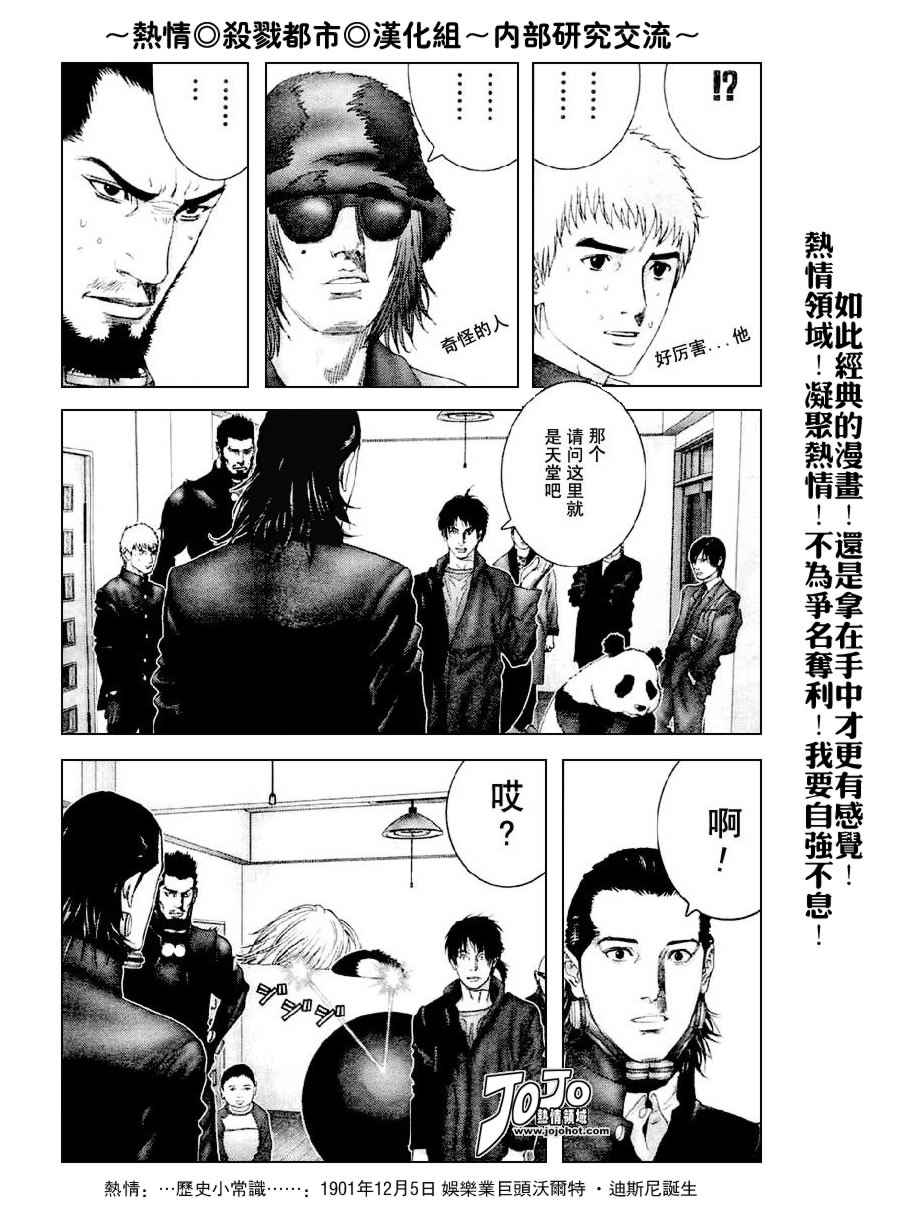 ～熱情◎殺戮都市◎漢化組～内部研究交流～
!?
……
……
好厉害...他
……
……
奇怪的人
……
…
那个
请问这里就
是天堂吧
啊！
哎？
ジジジッ
JOJO
熱情領域
www.jojohot.com
如此經典的漫畫！還是拿在手中才更有感覺！
熱情領域！凝聚熱情！不為爭名奪利！我要自強不息！
熱情：…歷史小常識……：1901年12月5日 娛樂業巨頭沃爾特·迪斯尼誕生